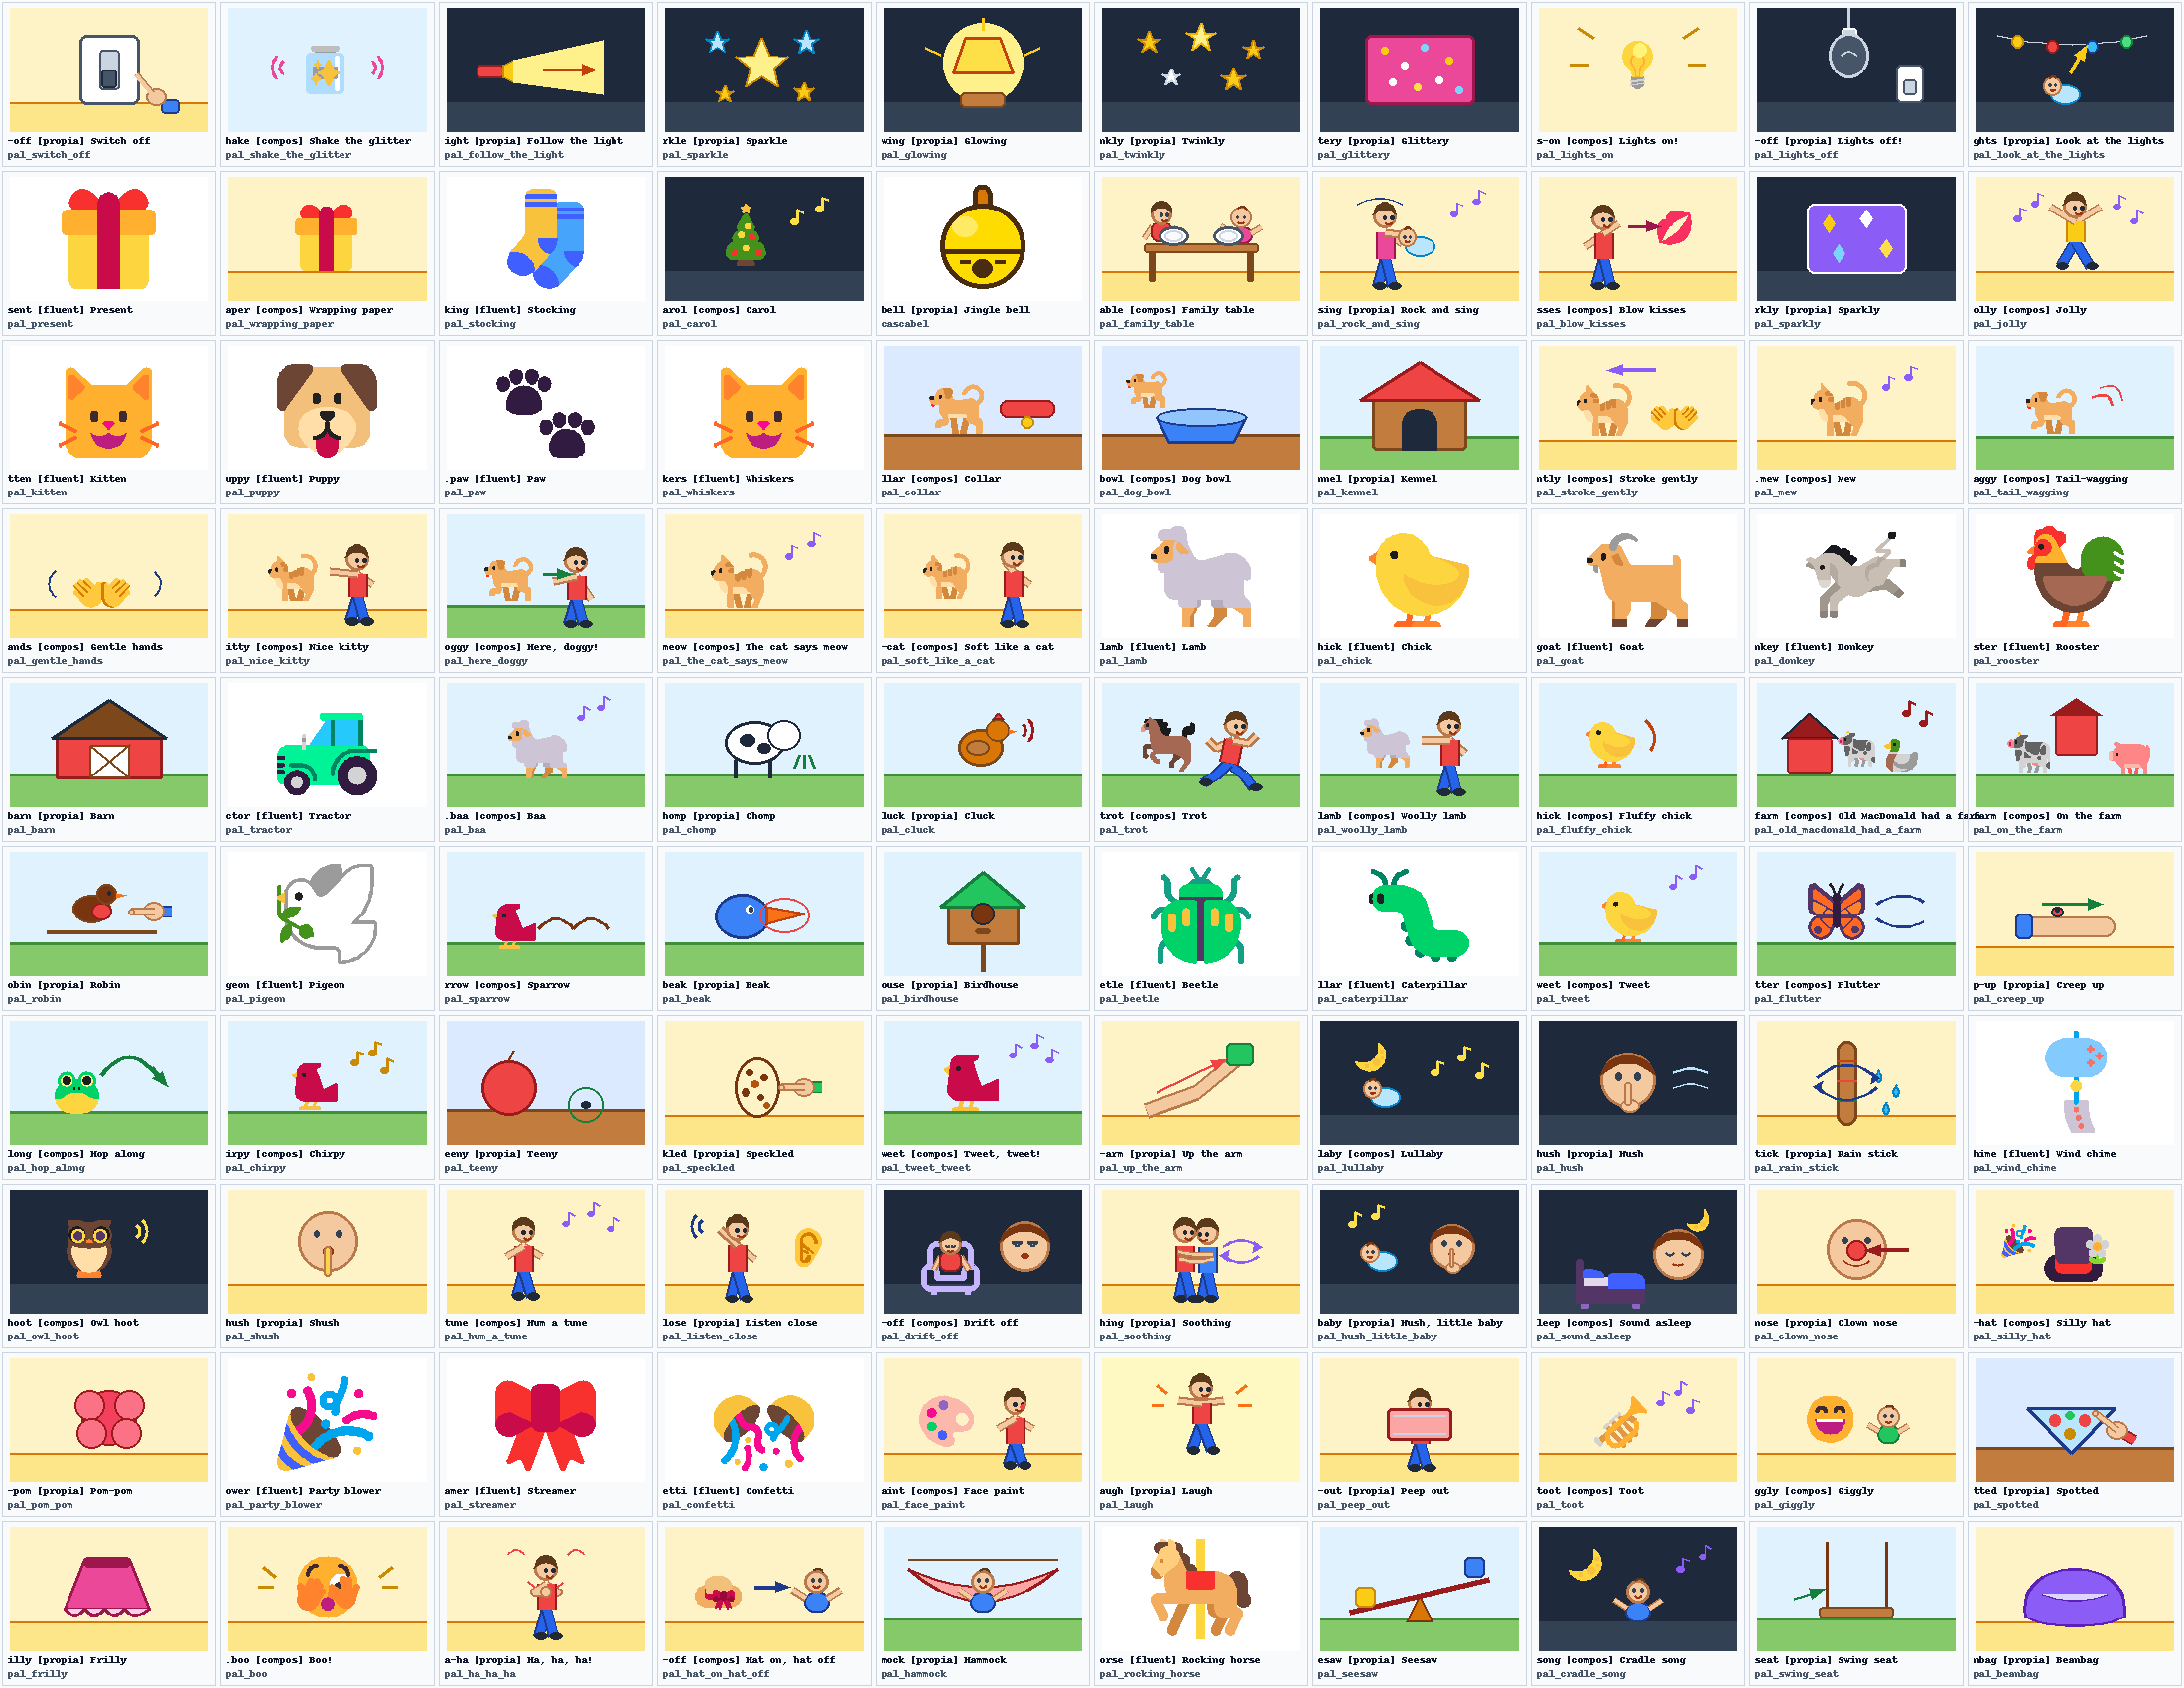 -off [propia] Switch off
pal_switch_off
hake [compos] Shake the glitter
pal_shake_the_glitter
ight [propia] Follow the light
pal_follow_the_light
rkle [propia] Sparkle
pal_sparkle
wing [propia] Glowing
pal_glowing
nkly [propia] Twinkly
pal_twinkly
tery [propia] Glittery
pal_glittery
s-on [compos] Lights on!
pal_lights_on
-off [propia] Lights off!
pal_lights_off
ghts [propia] Look at the lights
pal_look_at_the_lights
sent [fluent] Present
pal_present
aper [compos] Wrapping paper
pal_wrapping_paper
king [fluent] Stocking
pal_stocking
arol [compos] Carol
pal_carol
bell [propia] Jingle bell
cascabel
able [compos] Family table
pal_family_table
sing [propia] Rock and sing
pal_rock_and_sing
sses [compos] Blow kisses
pal_blow_kisses
rkly [propia] Sparkly
pal_sparkly
olly [compos] Jolly
pal_jolly
tten [fluent] Kitten
pal_kitten
uppy [fluent] Puppy
pal_puppy
.paw [fluent] Paw
pal_paw
kers [fluent] Whiskers
pal_whiskers
llar [compos] Collar
pal_collar
bowl [compos] Dog bowl
pal_dog_bowl
nnel [propia] Kennel
pal_kennel
ntly [compos] Stroke gently
pal_stroke_gently
.mew [compos] Mew
pal_mew
aggy [compos] Tail-wagging
pal_tail_wagging
ands [compos] Gentle hands
pal_gentle_hands
itty [compos] Nice kitty
pal_nice_kitty
oggy [compos] Here, doggy!
pal_here_doggy
meow [compos] The cat says meow
pal_the_cat_says_meow
-cat [compos] Soft like a cat
pal_soft_like_a_cat
lamb [fluent] Lamb
pal_lamb
hick [fluent] Chick
pal_chick
goat [fluent] Goat
pal_goat
nkey [fluent] Donkey
pal_donkey
ster [fluent] Rooster
pal_rooster
barn [propia] Barn
pal_barn
ctor [fluent] Tractor
pal_tractor
.baa [compos] Baa
pal_baa
homp [propia] Chomp
pal_chomp
luck [propia] Cluck
pal_cluck
trot [compos] Trot
pal_trot
lamb [compos] Woolly lamb
pal_woolly_lamb
hick [compos] Fluffy chick
pal_fluffy_chick
farm [compos] Old MacDonald had a farm
pal_old_macdonald_had_a_farm
farm [compos] On the farm
pal_on_the_farm
obin [propia] Robin
pal_robin
geon [fluent] Pigeon
pal_pigeon
rrow [compos] Sparrow
pal_sparrow
beak [propia] Beak
pal_beak
ouse [propia] Birdhouse
pal_birdhouse
etle [fluent] Beetle
pal_beetle
llar [fluent] Caterpillar
pal_caterpillar
weet [compos] Tweet
pal_tweet
tter [compos] Flutter
pal_flutter
p-up [propia] Creep up
pal_creep_up
long [compos] Hop along
pal_hop_along
irpy [compos] Chirpy
pal_chirpy
eeny [propia] Teeny
pal_teeny
kled [propia] Speckled
pal_speckled
weet [compos] Tweet, tweet!
pal_tweet_tweet
-arm [propia] Up the arm
pal_up_the_arm
laby [compos] Lullaby
pal_lullaby
hush [propia] Hush
pal_hush
tick [propia] Rain stick
pal_rain_stick
hime [fluent] Wind chime
pal_wind_chime
hoot [compos] Owl hoot
pal_owl_hoot
hush [propia] Shush
pal_shush
tune [compos] Hum a tune
pal_hum_a_tune
lose [propia] Listen close
pal_listen_close
-off [compos] Drift off
pal_drift_off
hing [propia] Soothing
pal_soothing
baby [propia] Hush, little baby
pal_hush_little_baby
leep [compos] Sound asleep
pal_sound_asleep
nose [propia] Clown nose
pal_clown_nose
-hat [compos] Silly hat
pal_silly_hat
-pom [propia] Pom-pom
pal_pom_pom
ower [fluent] Party blower
pal_party_blower
amer [fluent] Streamer
pal_streamer
etti [fluent] Confetti
pal_confetti
aint [compos] Face paint
pal_face_paint
augh [propia] Laugh
pal_laugh
-out [propia] Peep out
pal_peep_out
toot [compos] Toot
pal_toot
ggly [compos] Giggly
pal_giggly
tted [propia] Spotted
pal_spotted
illy [propia] Frilly
pal_frilly
.boo [compos] Boo!
pal_boo
a-ha [propia] Ha, ha, ha!
pal_ha_ha_ha
-off [compos] Hat on, hat off
pal_hat_on_hat_off
mock [propia] Hammock
pal_hammock
orse [fluent] Rocking horse
pal_rocking_horse
esaw [propia] Seesaw
pal_seesaw
song [compos] Cradle song
pal_cradle_song
seat [propia] Swing seat
pal_swing_seat
nbag [propia] Beanbag
pal_beanbag